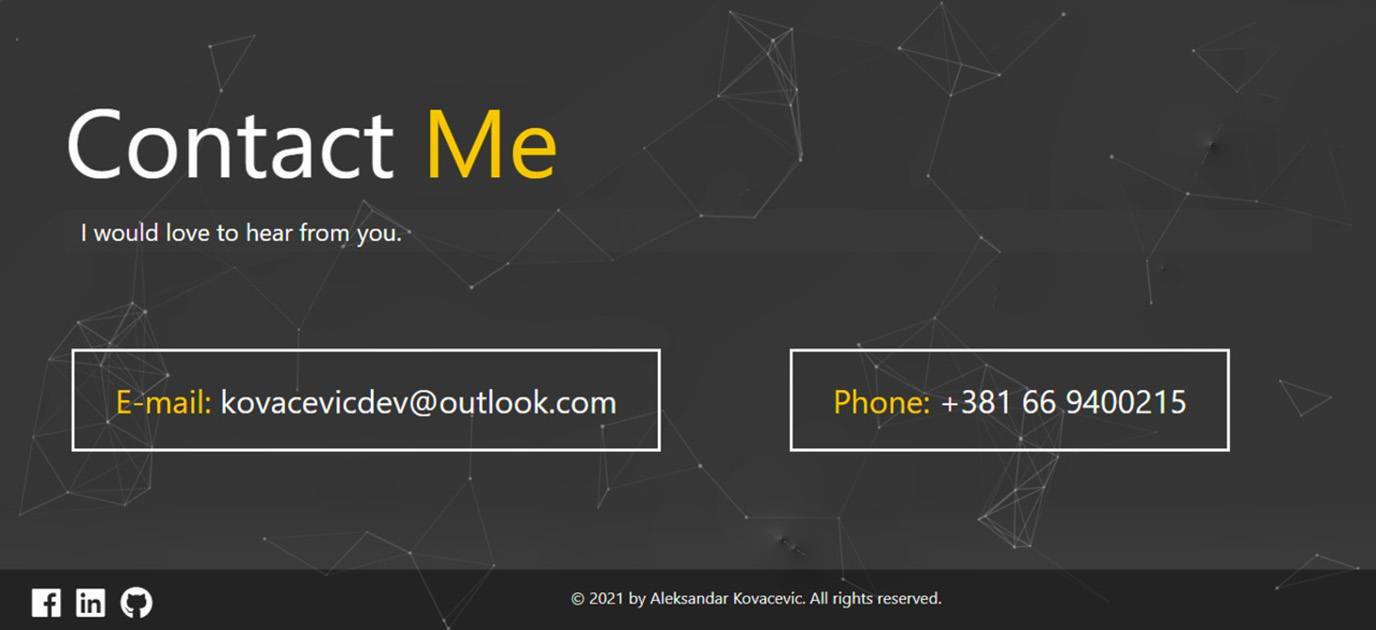 Contact Me
I would love to hear from you.
E-mail: kovacevicdev@outlook.com
Phone: +381 66 9400215
© 2021 by Aleksandar Kovacevic. All rights reserved.